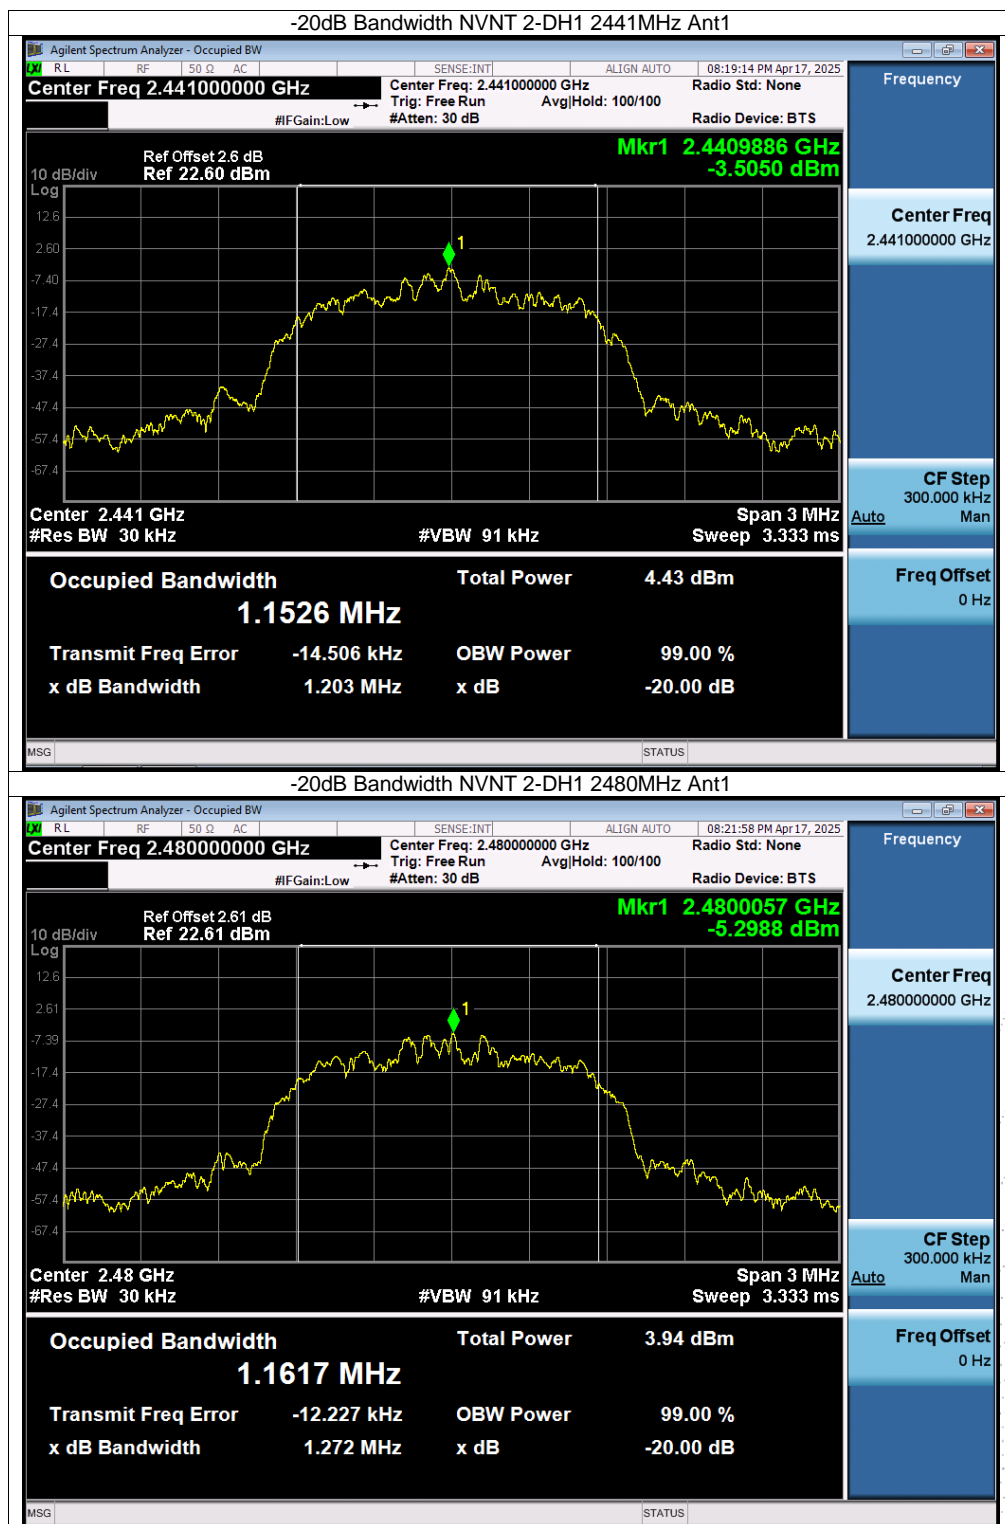 -20dB Bandwidth NVNT 2-DH1 2441MHz Ant1
Agilent Spectrum Analyzer - Occupied BW
LXI RL RF 50 Ω AC SENSE:INT ALIGN AUTO 08:19:14 PM Apr 17, 2025
Center Freq 2.441000000 GHz
Center Freq: 2.441000000 GHz
Radio Std: None
Trig: Free Run Avg|Hold: 100/100
#IFGain:Low
#Atten: 30 dB
Radio Device: BTS
Frequency
Mkr1 2.4409886 GHz
-3.5050 dBm
Ref Offset 2.6 dB
10 dB/div Ref 22.60 dBm
Log
12.6
2.60
-7.40
-17.4
-27.4
-37.4
-47.4
-57.4
-67.4
1
Center 2.441 GHz
Span 3 MHz
#Res BW 30 kHz
#VBW 91 kHz
Sweep 3.333 ms
Center Freq
2.441000000 GHz
CF Step
300.000 kHz
Auto Man
Freq Offset
0 Hz
Occupied Bandwidth
1.1526 MHz
Total Power 4.43 dBm
Transmit Freq Error -14.506 kHz OBW Power 99.00 %
x dB Bandwidth 1.203 MHz x dB -20.00 dB
MSG STATUS
-20dB Bandwidth NVNT 2-DH1 2480MHz Ant1
Agilent Spectrum Analyzer - Occupied BW
LXI RL RF 50 Ω AC SENSE:INT ALIGN AUTO 08:21:58 PM Apr 17, 2025
Center Freq 2.480000000 GHz
Center Freq: 2.480000000 GHz
Radio Std: None
Trig: Free Run Avg|Hold: 100/100
#IFGain:Low
#Atten: 30 dB
Radio Device: BTS
Frequency
Mkr1 2.4800057 GHz
-5.2988 dBm
Ref Offset 2.61 dB
10 dB/div Ref 22.61 dBm
Log
12.6
2.61
-7.39
-17.4
-27.4
-37.4
-47.4
-57.4
-67.4
1
Center 2.48 GHz
Span 3 MHz
#Res BW 30 kHz
#VBW 91 kHz
Sweep 3.333 ms
Center Freq
2.480000000 GHz
CF Step
300.000 kHz
Auto Man
Freq Offset
0 Hz
Occupied Bandwidth
1.1617 MHz
Total Power 3.94 dBm
Transmit Freq Error -12.227 kHz OBW Power 99.00 %
x dB Bandwidth 1.272 MHz x dB -20.00 dB
MSG STATUS